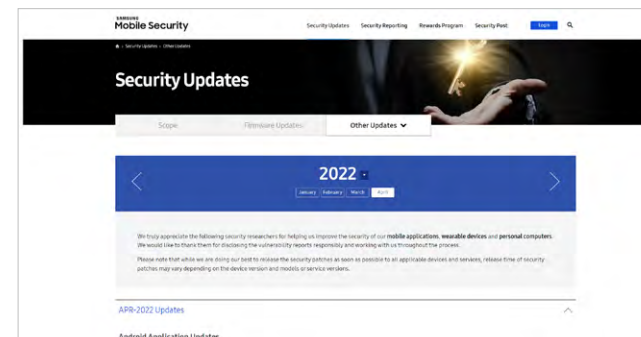 SAMSUNG
Mobile Security
Security Updates Security Reporting Rewards Program Security Post Login
> Security Updates > Other Updates
Security Updates
Scope Firmware Updates Other Updates
2022
January February March April
We truly appreciate the following security researchers for helping us improve the security of our mobile applications, wearable devices and personal computers.
We would like to thank them for disclosing the vulnerability reports responsibly and working with us throughout the process.
Please note that while we are doing our best to release the security patches as soon as possible to all applicable devices and services, release time of security
patches may vary depending on the device version and models or service versions.
APR-2022 Updates
Android Application Updates